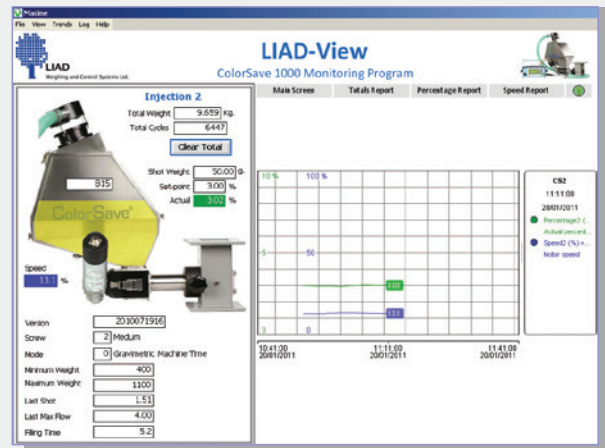 Macine
File View Trends Log Help
LIAD
Weighing and Control Systems Ltd.
LIAD-View
ColorSave 1000 Monitoring Program
Injection 2
Total Weight 9.659 Kg.
Total Cycles 6447
Clear Total
Shot Weight 50.00 g.
Set-point 3.00 %
Actual 3.02 %
815
ColorSave
Speed
13.1 %
Version 2010071916
Screw 2 Medium
Mode 0 Gravimetric Machine Time
Minimum Weight 400
Maximum Weight 1100
Last Shot 1.51
Last Max Flow 4.00
Filling Time 5.2
Main Screen Totals Report Percentage Report Speed Report
10 % 100 %
5 50
3.02
13.1
0 0
10:41:00 11:11:00 11:41:08
20/01/2011 20/01/2011 20/01/2011
CS2
11:11:08
20/01/2011
Percentage2 (...
Actual percent...
Speed2 (%) =...
Motor speed